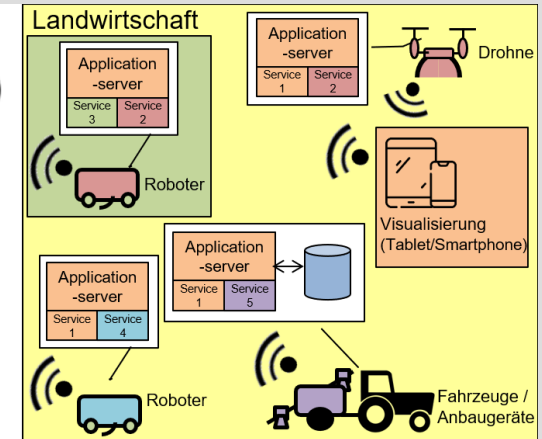 Landwirtschaft
Application
-server
Service
3
Service
2
Roboter
Application
-server
Service
1
Service
2
Drohne
Visualisierung
(Tablet/Smartphone)
Application
-server
Service
1
Service
5
Application
-server
Service
1
Service
4
Roboter
Fahrzeuge /
Anbaugeräte